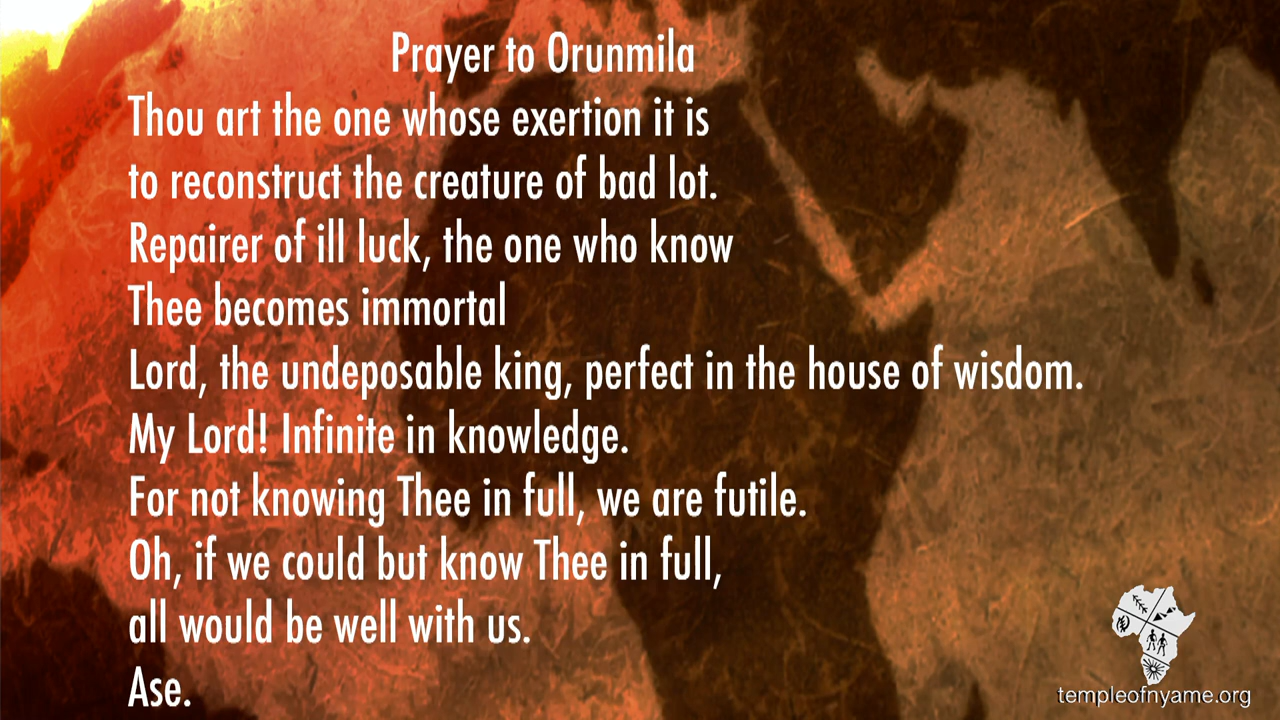 Prayer to Orunmila
Thou art the one whose exertion it is
to reconstruct the creature of bad lot.
Repairer of ill luck, the one who know
Thee becomes immortal
Lord, the undeposable king, perfect in the house of wisdom.
My Lord! Infinite in knowledge.
For not knowing Thee in full, we are futile.
Oh, if we could but know Thee in full,
all would be well with us.
Ase.
templeofnyame.org